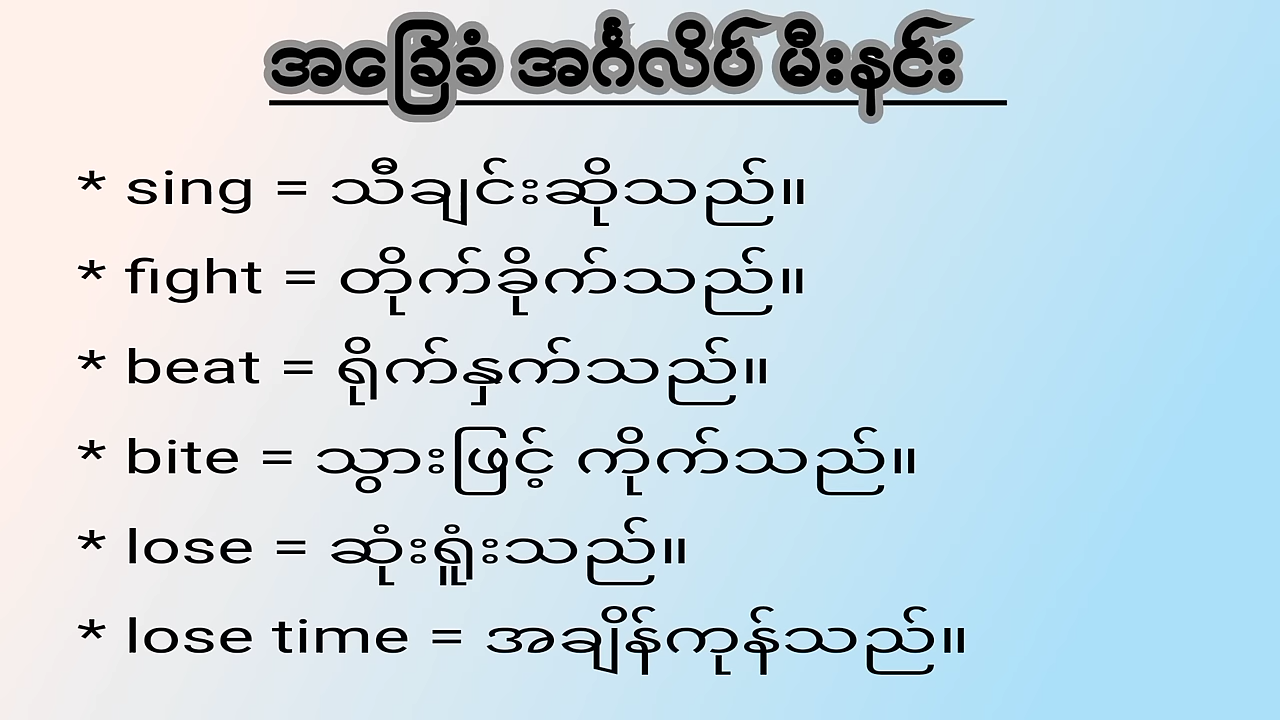 အခြေခံ အင်္ဂလိပ် မီးနင်း
* sing = သီချင်းဆိုသည်။
* fight = တိုက်ခိုက်သည်။
* beat = ရိုက်နှက်သည်။
* bite = သွားဖြင့် ကိုက်သည်။
* lose = ဆုံးရှူံးသည်။
* lose time = အချိန်ကုန်သည်။